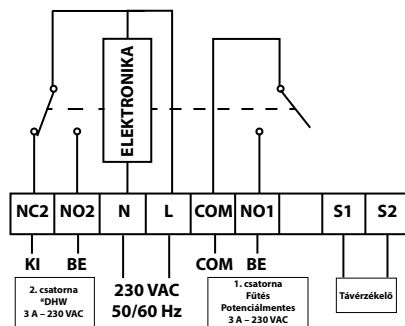 ELEKTRONIKA
NC2 NO2 N L COM NO1 S1 S2
KI BE COM BE
230 VAC
50/60 Hz
2. csatorna
*DHW
3 A – 230 VAC
1. csatorna
Fűtés
Potenciálmentes
3 A – 230 VAC
Távérzékelő